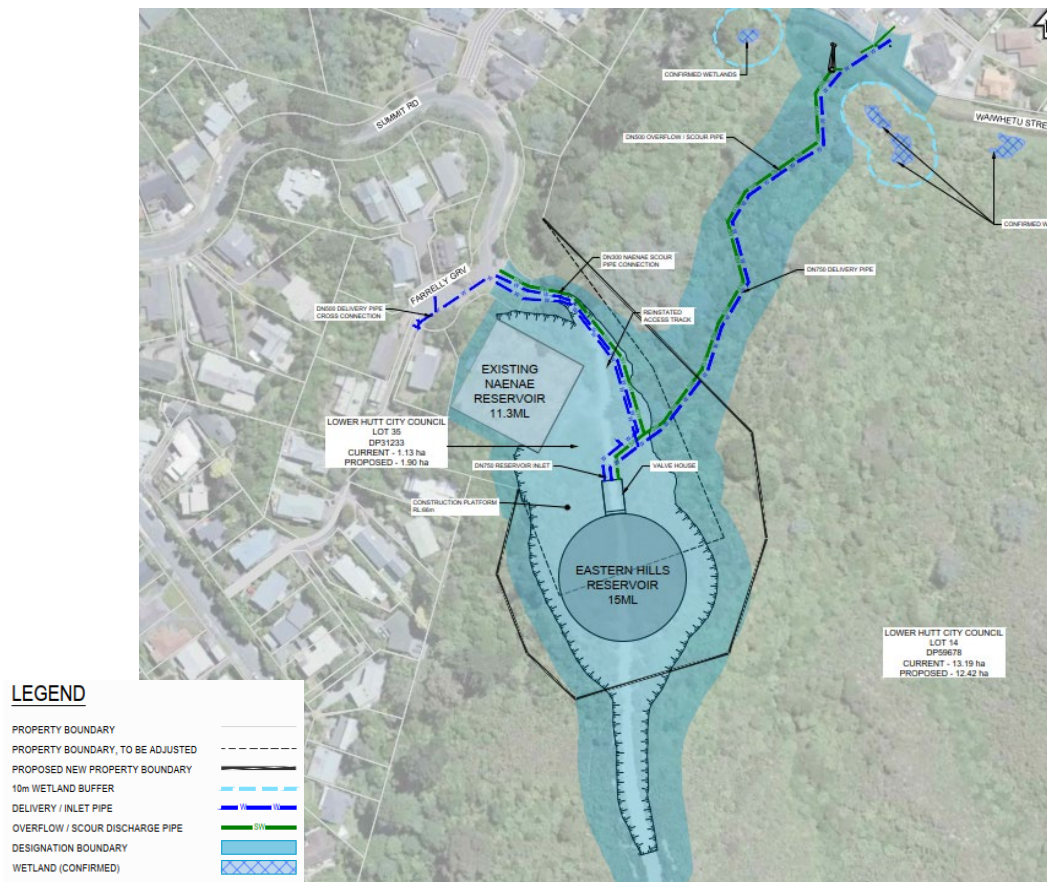 CONFIRMED WETLANDS
SUMMIT RD
WAIWHETU STRE
DN500 OVERFLOW / SCOUR PIPE
CONFIRMED W
DN300 NAENAE SCOUR
PIPE CONNECTION
DN750 DELIVERY PIPE
FARRELLY GRV
DN500 DELIVERY PIPE
CROSS CONNECTION
REINSTATED
ACCESS TRACK
EXISTING
NAENAE
RESERVOIR
11.3ML
LOWER HUTT CITY COUNCIL
LOT 35
DP31233
CURRENT - 1.13 ha
PROPOSED - 1.90 ha
DN750 RESERVOIR INLET
VALVE HOUSE
CONSTRUCTION PLATFORM
RL 66m
EASTERN HILLS
RESERVOIR
15ML
LOWER HUTT CITY COUNCIL
LOT 14
DP59678
CURRENT - 13.19 ha
PROPOSED - 12.42 ha
LEGEND
PROPERTY BOUNDARY
PROPERTY BOUNDARY, TO BE ADJUSTED
PROPOSED NEW PROPERTY BOUNDARY
10m WETLAND BUFFER
DELIVERY / INLET PIPE W W
OVERFLOW / SCOUR DISCHARGE PIPE SW
DESIGNATION BOUNDARY
WETLAND (CONFIRMED)